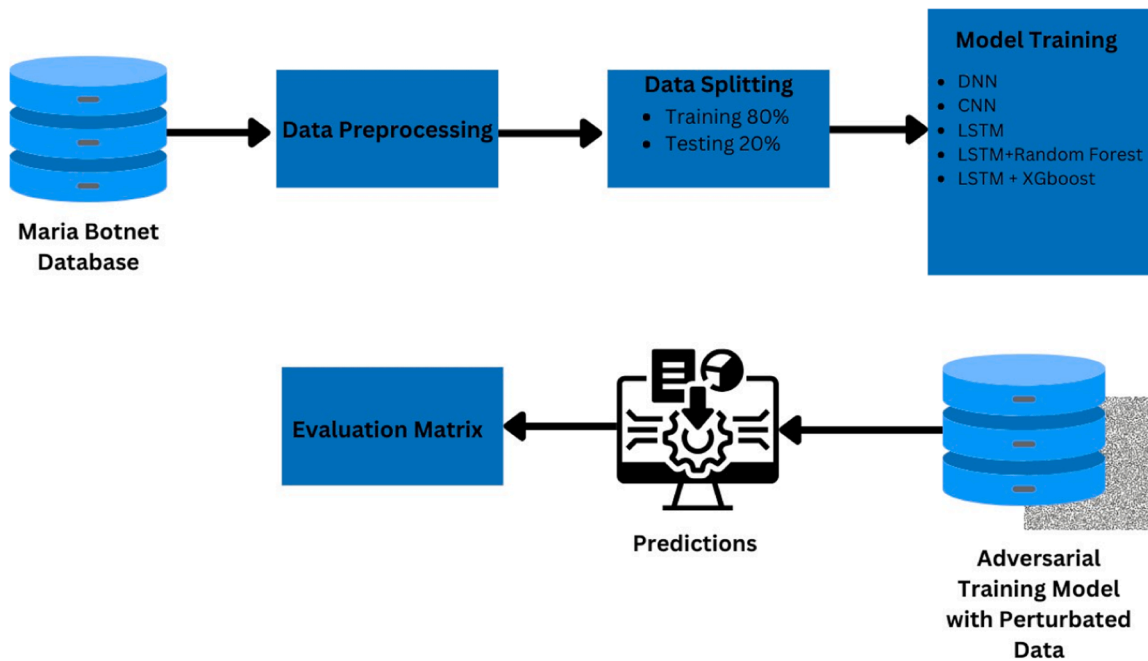 Maria Botnet
Database
Data Preprocessing
Data Splitting
• Training 80%
• Testing 20%
Model Training
• DNN
• CNN
• LSTM
• LSTM+Random Forest
• LSTM + XGboost
Evaluation Matrix
Predictions
Adversarial
Training Model
with Perturbated
Data